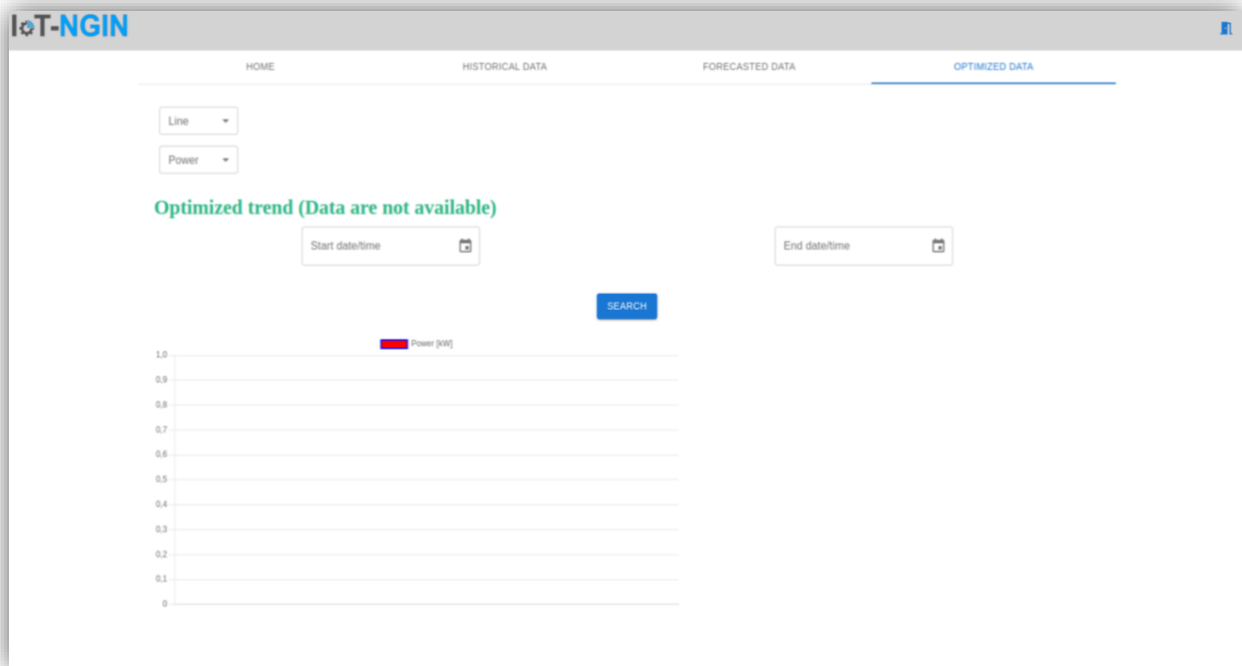 IoT-NGIN
HOME HISTORICAL DATA FORECASTED DATA OPTIMIZED DATA
Line
Power
Optimized trend (Data are not available)
Start date/time End date/time
SEARCH
Power [kW]
1,0
0,9
0,8
0,7
0,6
0,5
0,4
0,3
0,2
0,1
0